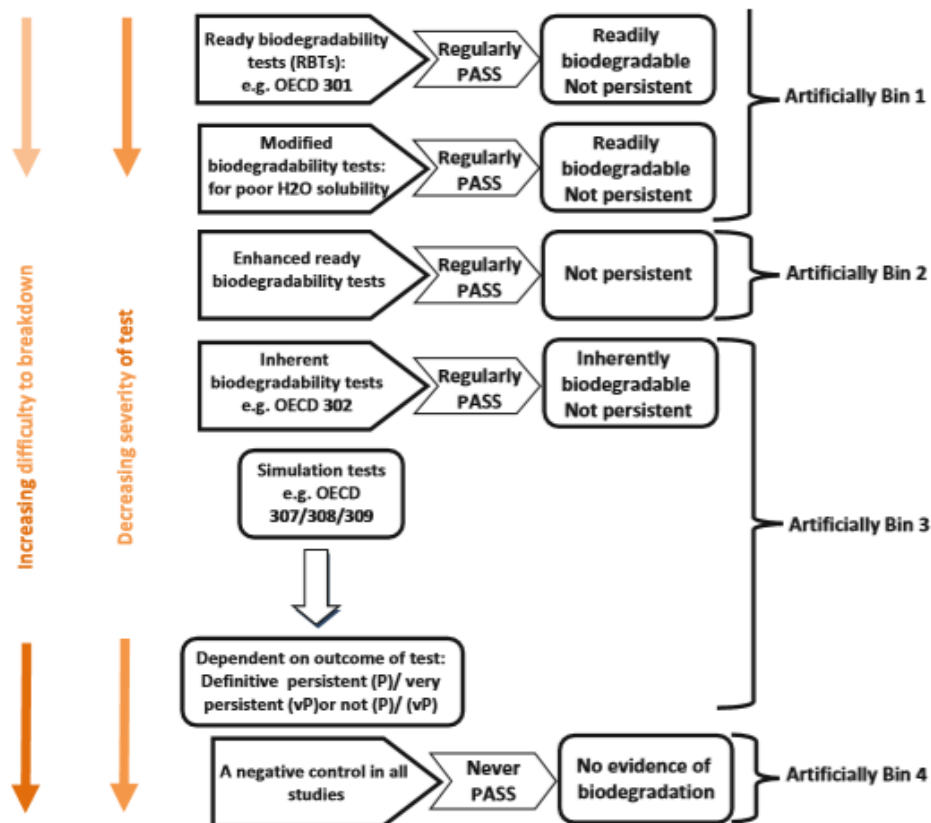 Ready biodegradability
tests (RBTs):
e.g. OECD 301
Regularly
PASS
Readily
biodegradable
Not persistent
Artificially Bin 1
Modified
biodegradability tests:
for poor H2O solubility
Regularly
PASS
Readily
biodegradable
Not persistent
Enhanced ready
biodegradability tests
Regularly
PASS
Not persistent
Artificially Bin 2
Increasing difficulty to breakdown
Decreasing severity of test
Inherent
biodegradability tests
e.g. OECD 302
Regularly
PASS
Inherently
biodegradable
Not persistent
Simulation tests
e.g. OECD
307/308/309
Artificially Bin 3
Dependent on outcome of test:
Definitive persistent (P)/ very
persistent (vP)or not (P)/ (vP)
A negative control in all
studies
Never
PASS
No evidence of
biodegradation
Artificially Bin 4